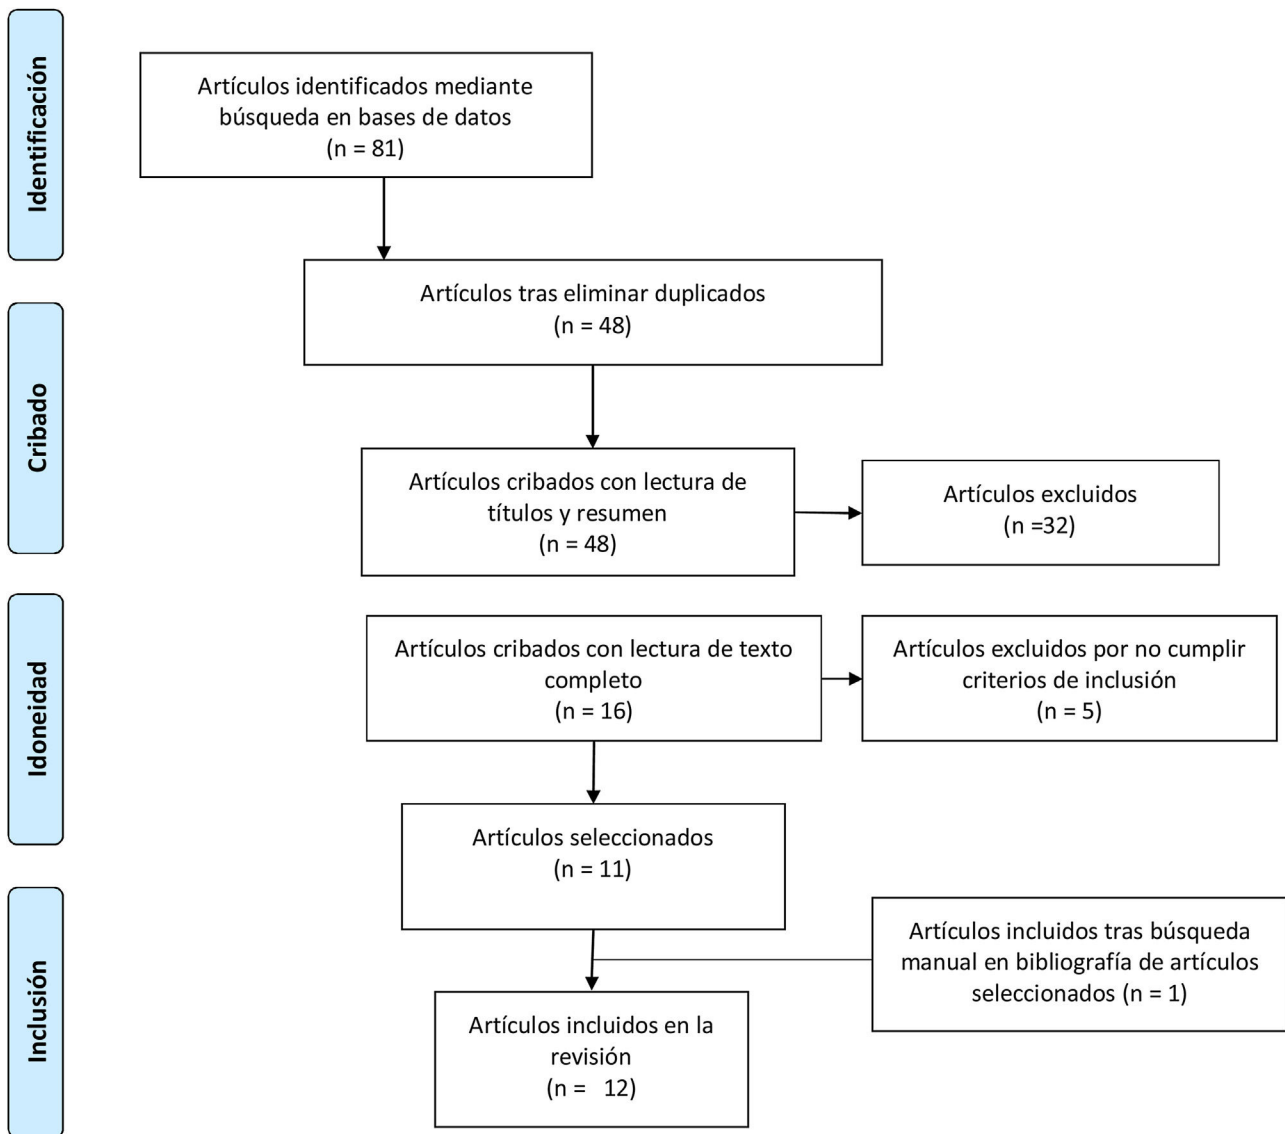 Identificación
Artículos identificados mediante
búsqueda en bases de datos
(n = 81)
Artículos tras eliminar duplicados
(n = 48)
Cribado
Artículos cribados con lectura de
títulos y resumen
(n = 48)
Artículos excluidos
(n =32)
Idoneidad
Artículos cribados con lectura de texto
completo
(n = 16)
Artículos excluidos por no cumplir
criterios de inclusión
(n = 5)
Artículos seleccionados
(n = 11)
Inclusión
Artículos incluidos tras búsqueda
manual en bibliografía de artículos
seleccionados (n = 1)
Artículos incluidos en la
revisión
(n =   12)